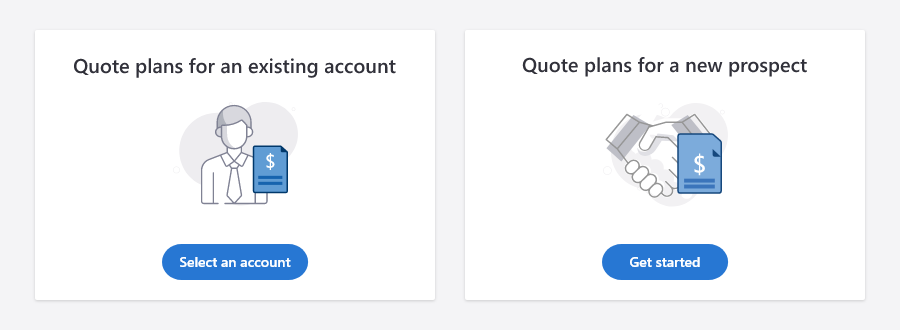 Quote plans for an existing account
$
Select an account
Quote plans for a new prospect
$
Get started